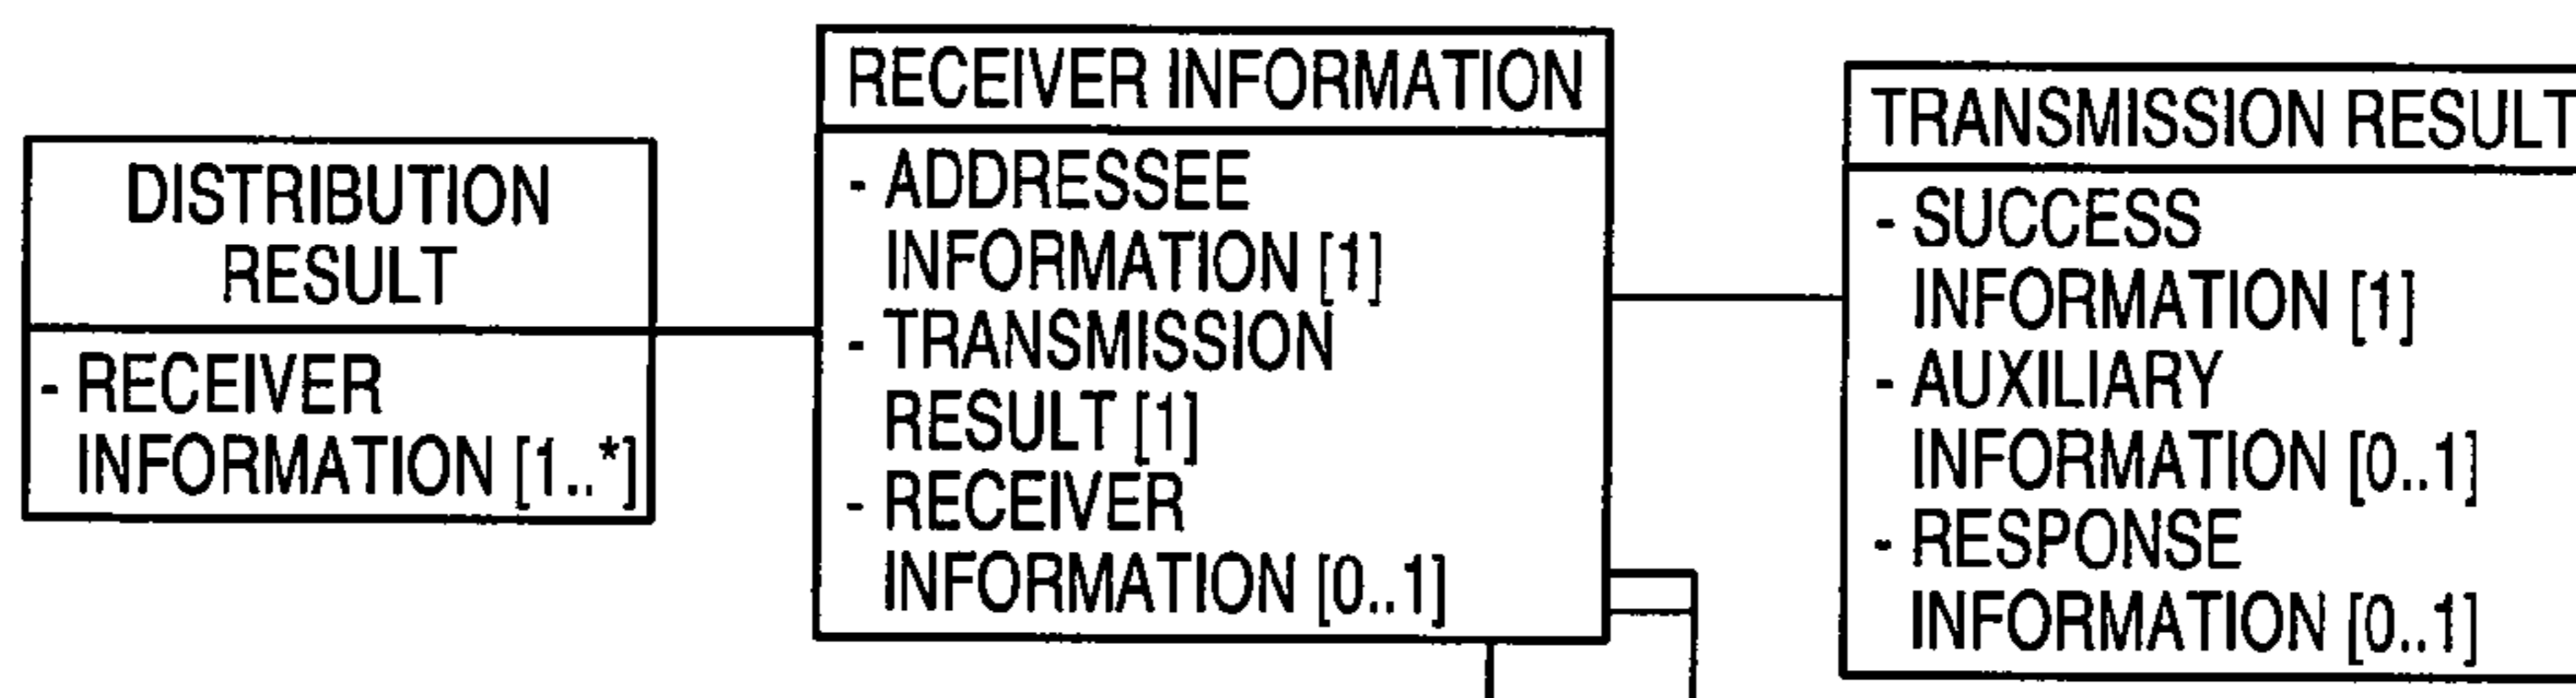 DISTRIBUTION
RESULT
- RECEIVER
INFORMATION [1..*]
RECEIVER INFORMATION
- ADDRESSEE
INFORMATION [1]
- TRANSMISSION
RESULT [1]
- RECEIVER
INFORMATION [0..1]
TRANSMISSION RESULT
- SUCCESS
INFORMATION [1]
- AUXILIARY
INFORMATION [0..1]
- RESPONSE
INFORMATION [0..1]